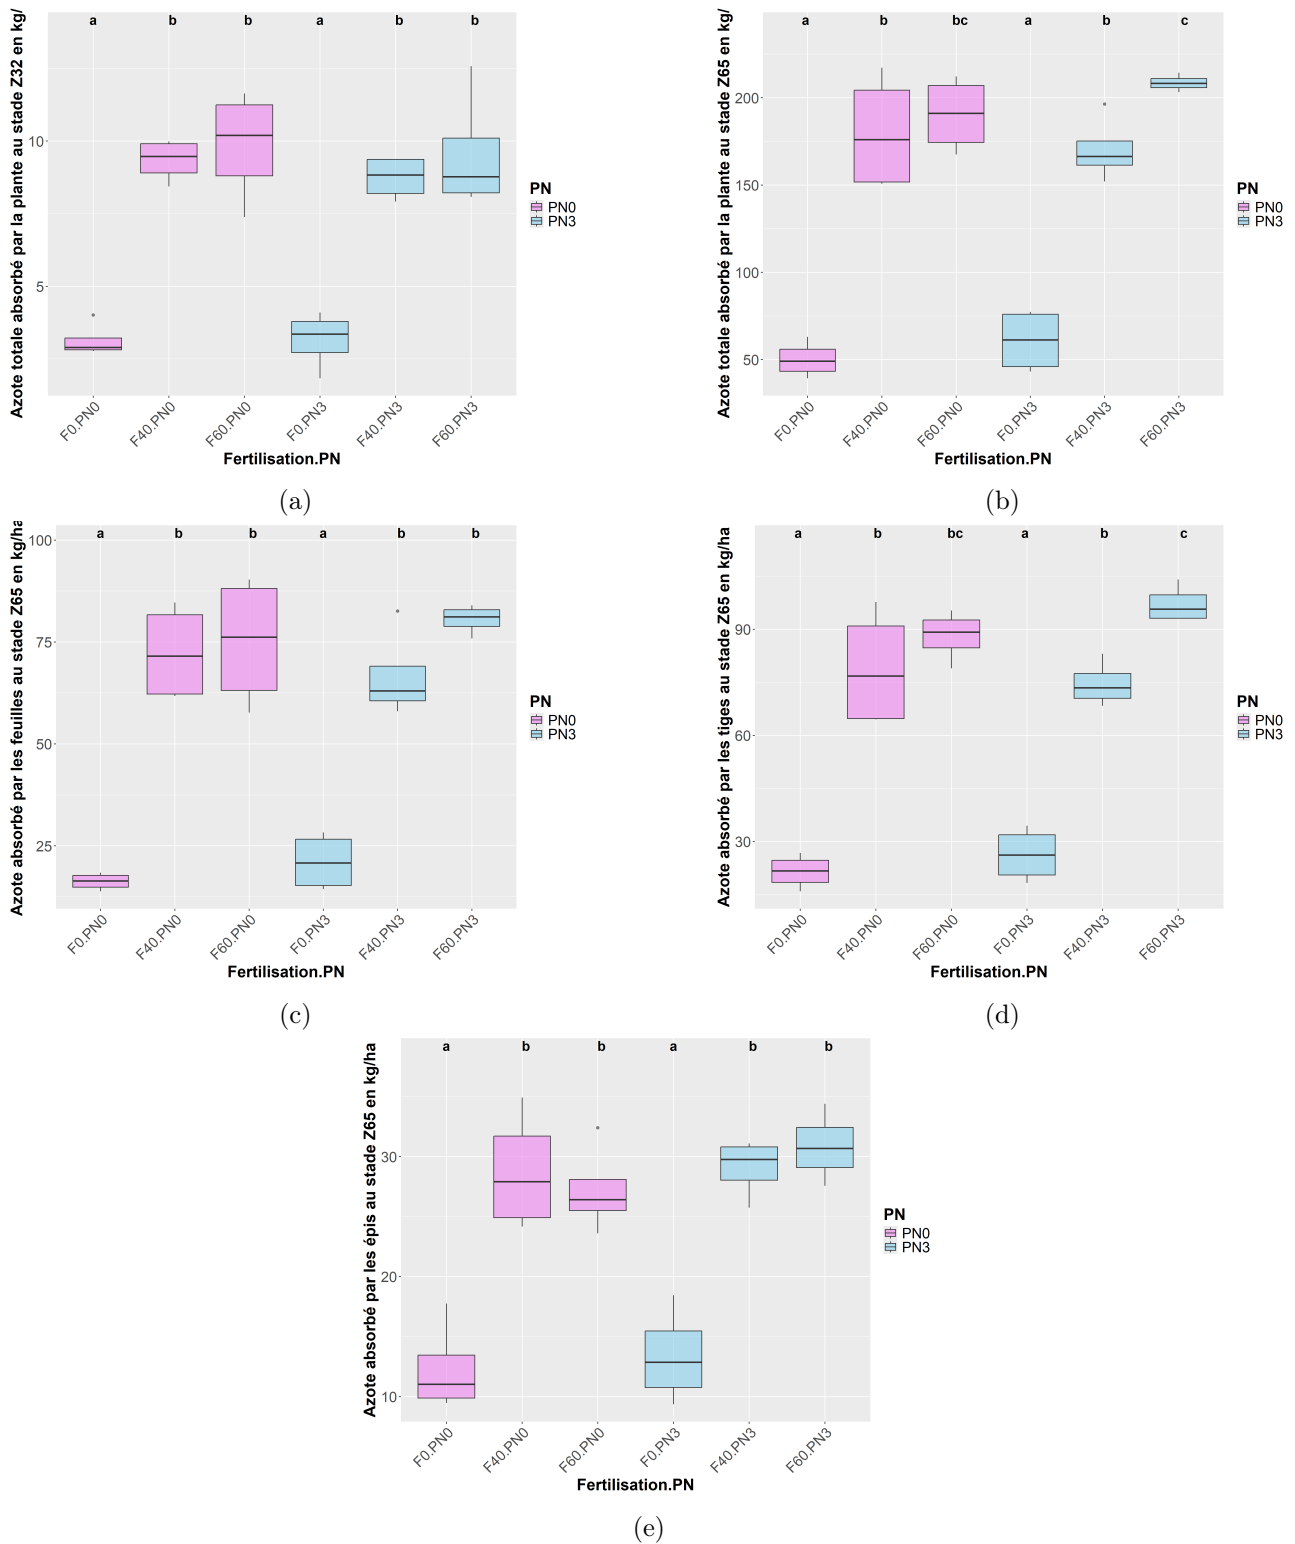 a b b a b b
Azote totale absorbé par la plante au stade Z32 en kg/
10
5
F0.PN0 F40.PN0 F60.PN0 F0.PN3 F40.PN3 F60.PN3
Fertilisation.PN
PN
PN0
PN3
(a)
a b bc a b c
Azote totale absorbé par la plante au stade Z65 en kg/
200
150
100
50
F0.PN0 F40.PN0 F60.PN0 F0.PN3 F40.PN3 F60.PN3
Fertilisation.PN
PN
PN0
PN3
(b)
a b b a b b
Azote absorbé par les feuilles au stade Z65 en kg/ha
100
75
50
25
F0.PN0 F40.PN0 F60.PN0 F0.PN3 F40.PN3 F60.PN3
Fertilisation.PN
PN
PN0
PN3
(c)
a b bc a b c
Azote absorbé par les tiges au stade Z65 en kg/ha
90
60
30
F0.PN0 F40.PN0 F60.PN0 F0.PN3 F40.PN3 F60.PN3
Fertilisation.PN
PN
PN0
PN3
(d)
a b b a b b
Azote absorbé par les épis au stade Z65 en kg/ha
30
20
10
F0.PN0 F40.PN0 F60.PN0 F0.PN3 F40.PN3 F60.PN3
Fertilisation.PN
PN
PN0
PN3
(e)